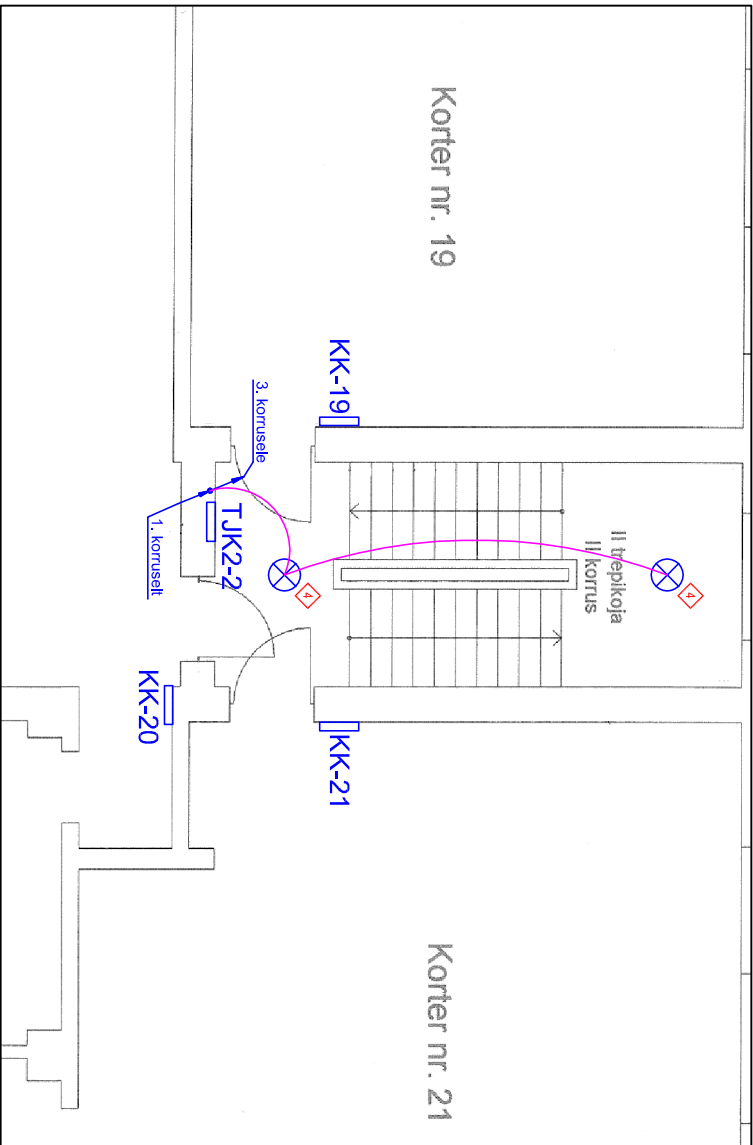 Korter nr. 19
KK-19
3. korrusele
1. korruselt
TJK2-2
4
4
II trepikoja
II korrus
KK-20
KK-21
Korter nr. 21